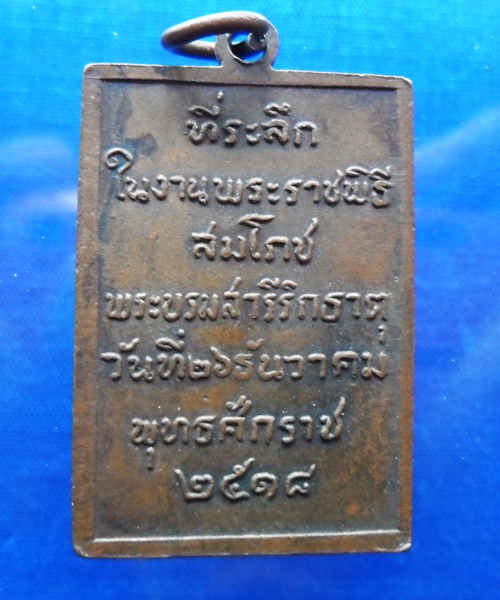 ที่ระลึก
ในงานพระราชพิธี
สมโภช
พระบรมสารีริกธาตุ
วันที่๒๖ธันวาคม
พุทธศักราช
๒๕๑๘